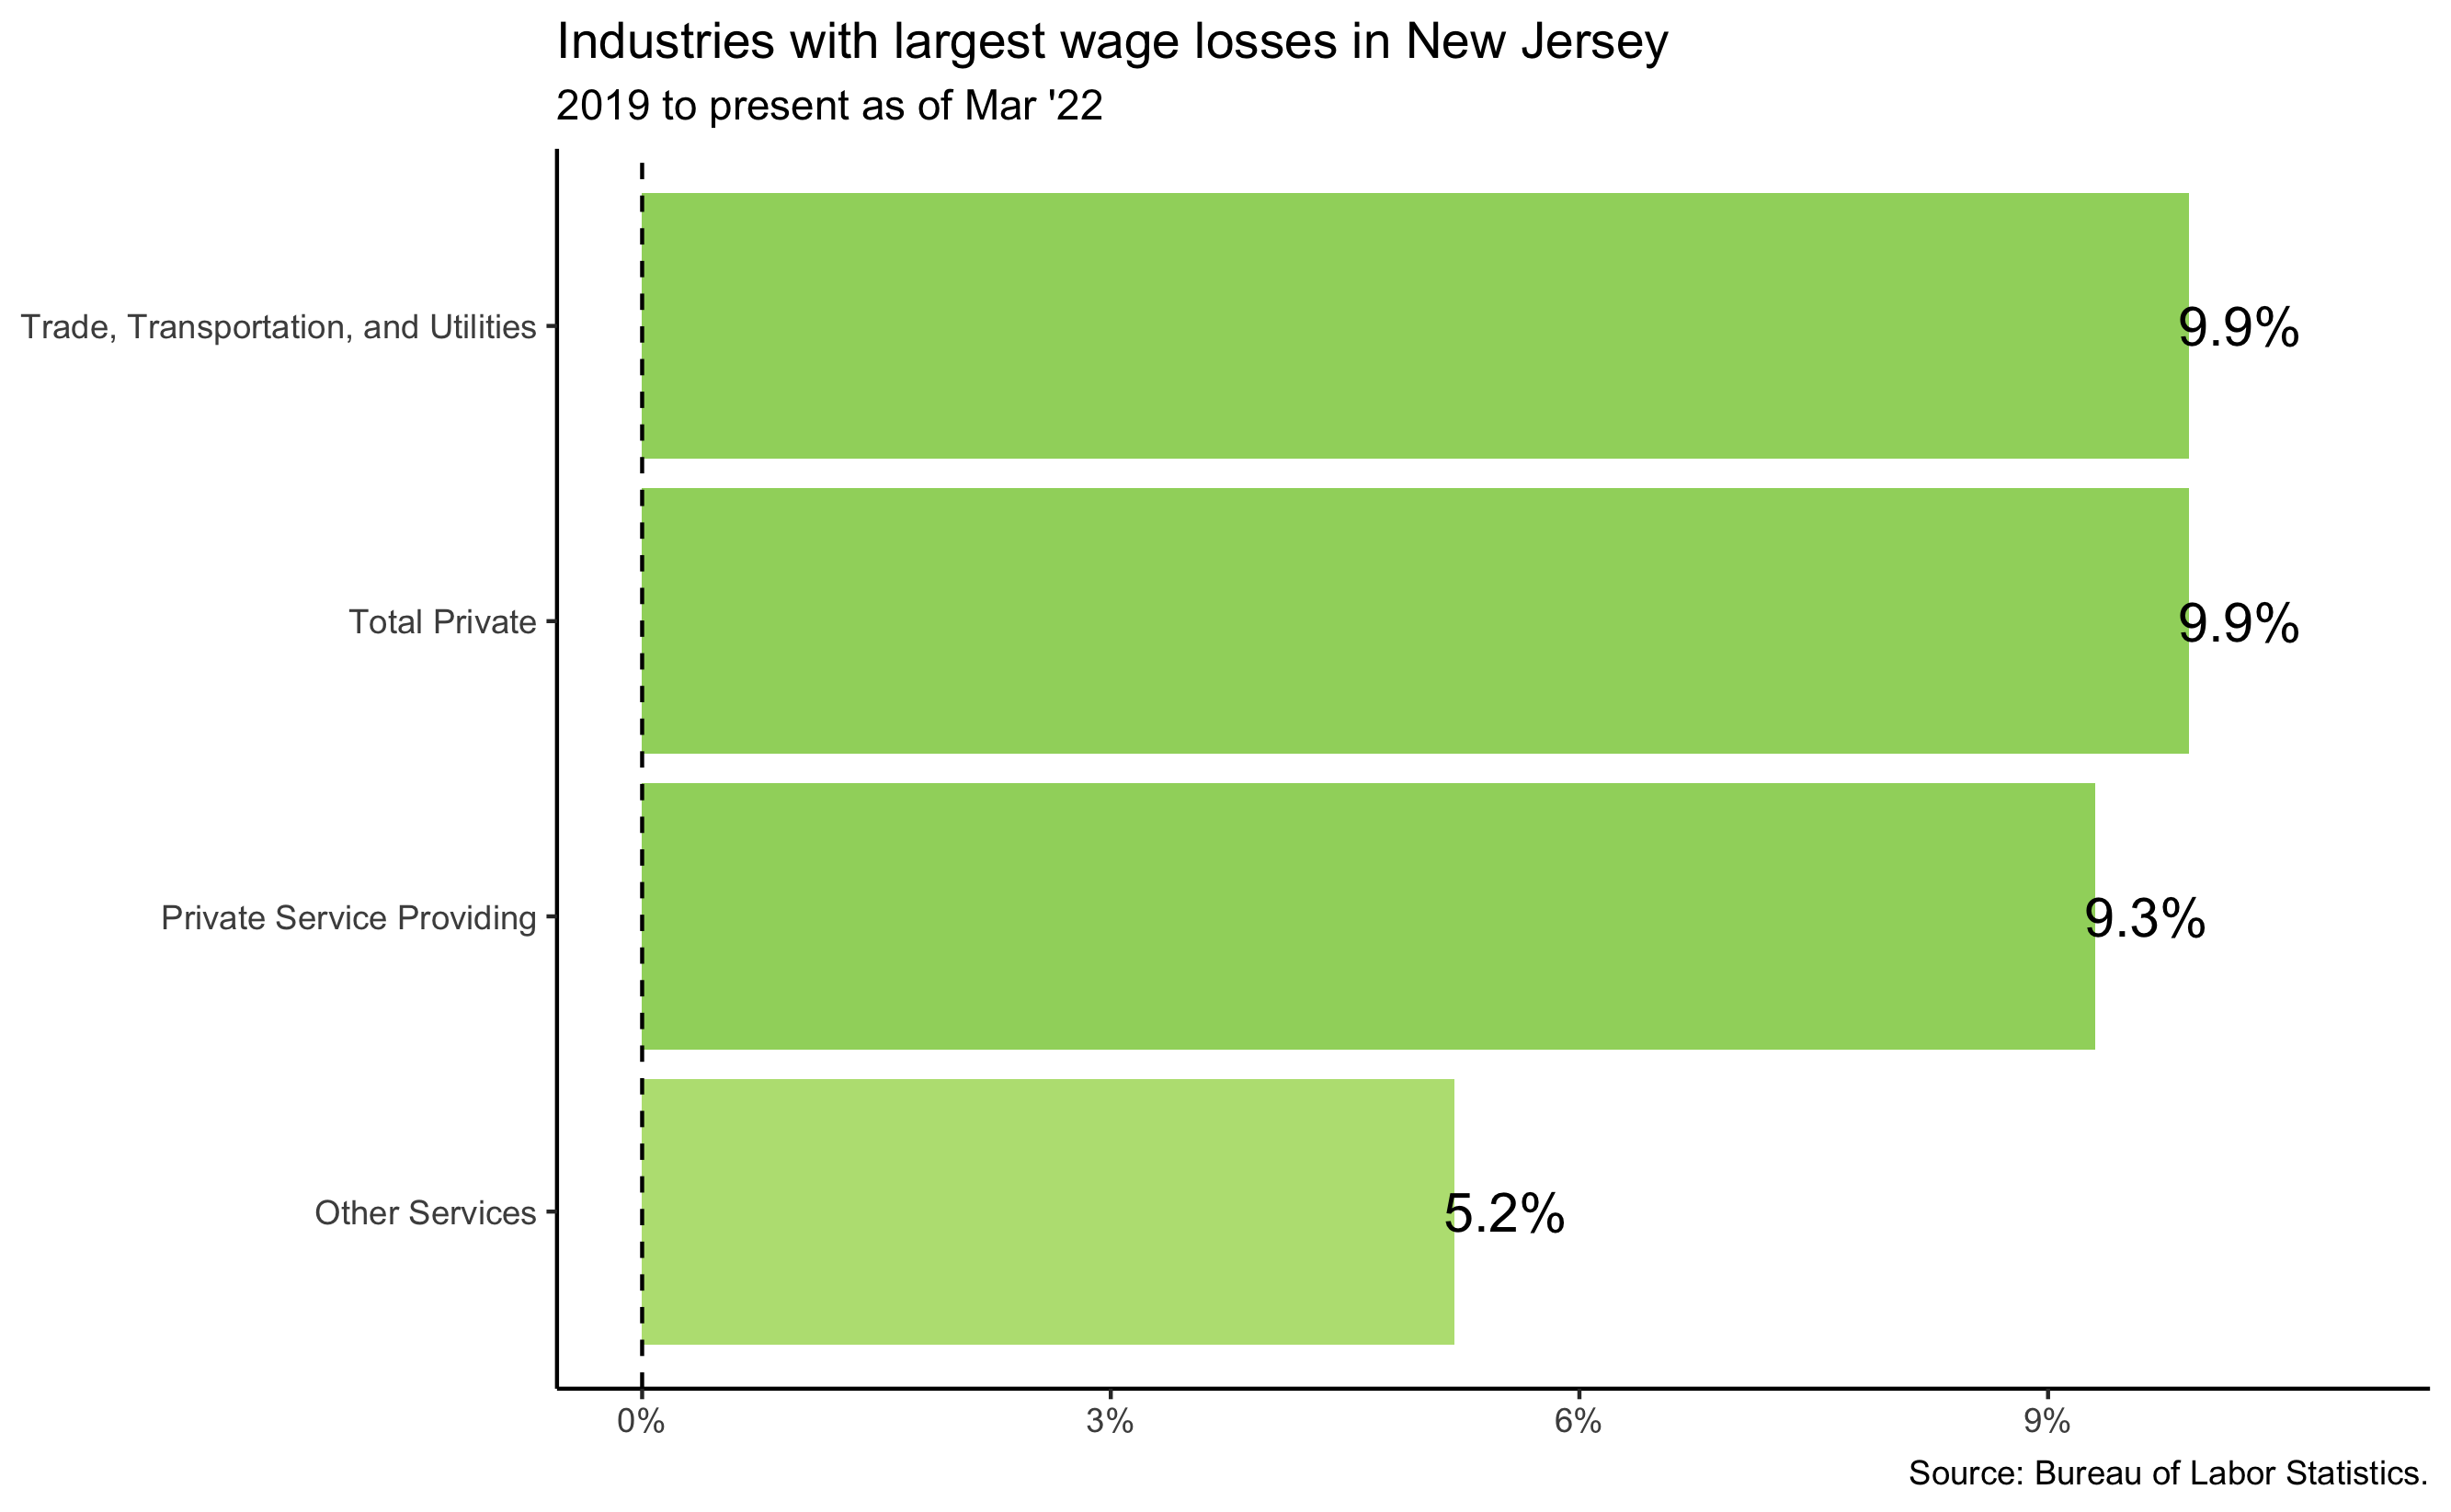 Industries with largest wage losses in New Jersey
2019 to present as of Mar '22
Trade, Transportation, and Utilities
9.9%
Total Private
9.9%
Private Service Providing
9.3%
Other Services
5.2%
0%
3%
6%
9%
Source: Bureau of Labor Statistics.